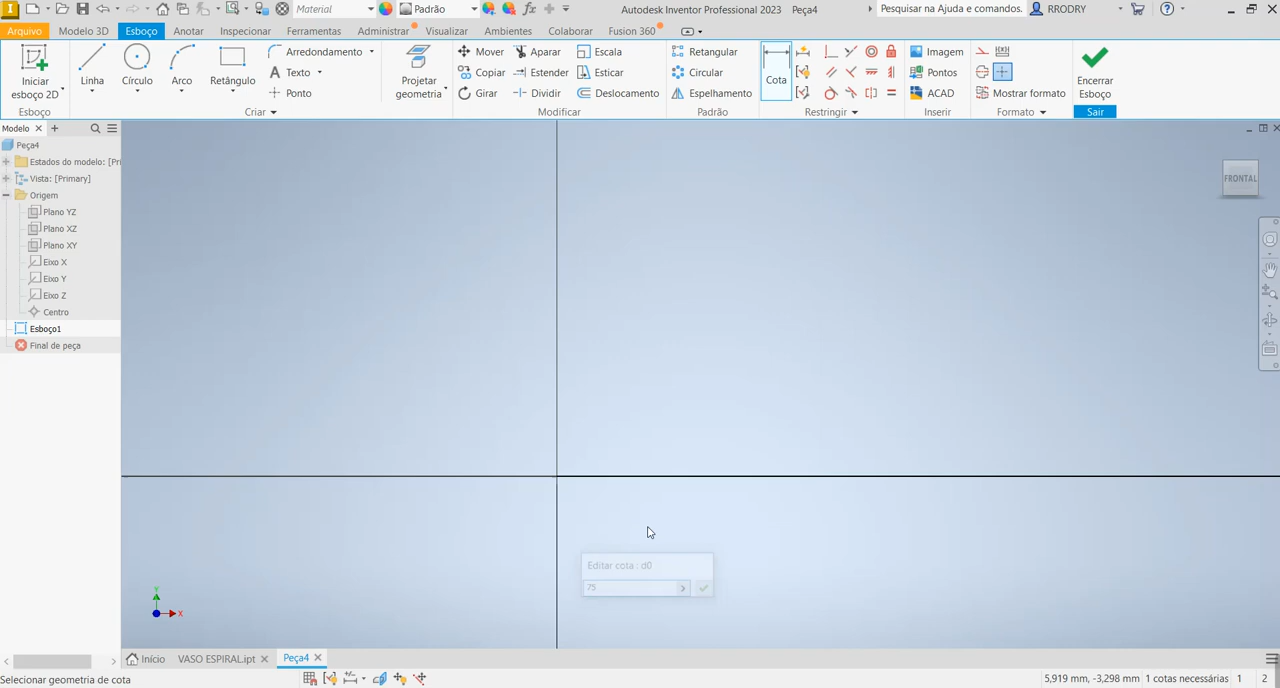 Material
Padrão
Autodesk Inventor Professional 2023
Peça4
Pesquisar na Ajuda e comandos.
RRODRY
Arquivo
Modelo 3D
Esboço
Anotar
Inspecionar
Ferramentas
Administrar
Visualizar
Ambientes
Colaborar
Fusion 360
Iniciar esboço 2D
Linha
Círculo
Arco
Retângulo
Arredondamento
Texto
Ponto
Projetar geometria
Mover
Copiar
Girar
Aparar
Estender
Dividir
Escala
Esticar
Deslocamento
Retangular
Circular
Espelhamento
Cota
Imagem
Pontos
ACAD
Mostrar formato
Encerrar Esboço
Esboço
Criar
Modificar
Padrão
Restringir
Inserir
Formato
Sair
Modelo
Peça4
Estados do modelo: [Pri
Vista: [Primary]
Origem
Plano YZ
Plano XZ
Plano XY
Eixo X
Eixo Y
Eixo Z
Centro
Esboço1
Final de peça
FRONTAL
Editar cota : d0
75
Y
X
Início
VASO ESPIRAL.ipt
Peça4
Selecionar geometria de cota
5,919 mm, -3,298 mm
1 cotas necessárias
1
2